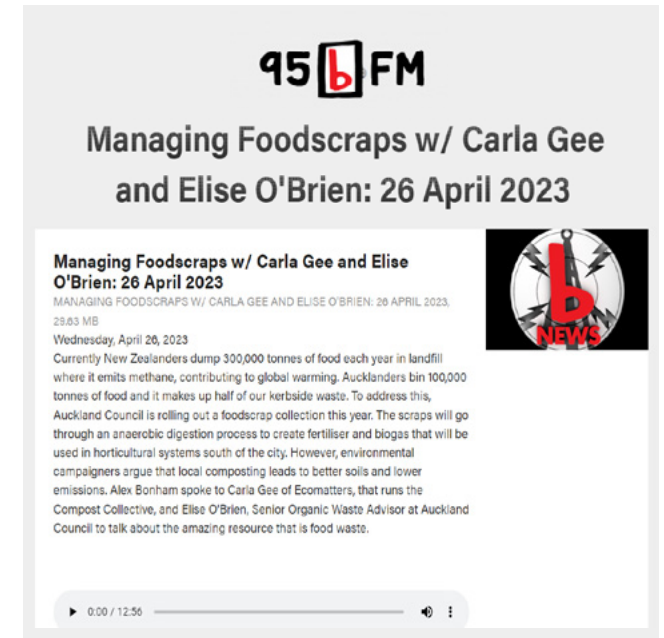 95 b FM
Managing Foodscraps w/ Carla Gee
and Elise O'Brien: 26 April 2023
Managing Foodscraps w/ Carla Gee and Elise
O'Brien: 26 April 2023
MANAGING FOODSCRAPS W/ CARLA GEE AND ELISE O'BRIEN: 26 APRIL 2023,
29.63 MB
Wednesday, April 26, 2023
Currently New Zealanders dump 300,000 tonnes of food each year in landfill
where it emits methane, contributing to global warming. Aucklanders bin 100,000
tonnes of food and it makes up half of our kerbside waste. To address this,
Auckland Council is rolling out a foodscrap collection this year. The scraps will go
through an anaerobic digestion process to create fertiliser and biogas that will be
used in horticultural systems south of the city. However, environmental
campaigners argue that local composting leads to better soils and lower
emissions. Alex Bonham spoke to Carla Gee of Ecomatters, that runs the
Compost Collective, and Elise O'Brien, Senior Organic Waste Advisor at Auckland
Council to talk about the amazing resource that is food waste.
b
NEWS
0:00 / 12:56